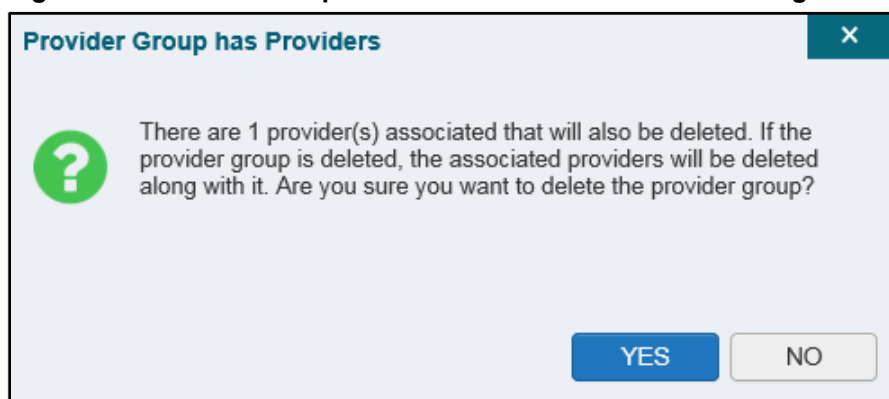 Provider Group has Providers
×
There are 1 provider(s) associated that will also be deleted. If the
provider group is deleted, the associated providers will be deleted
along with it. Are you sure you want to delete the provider group?
?
YES NO